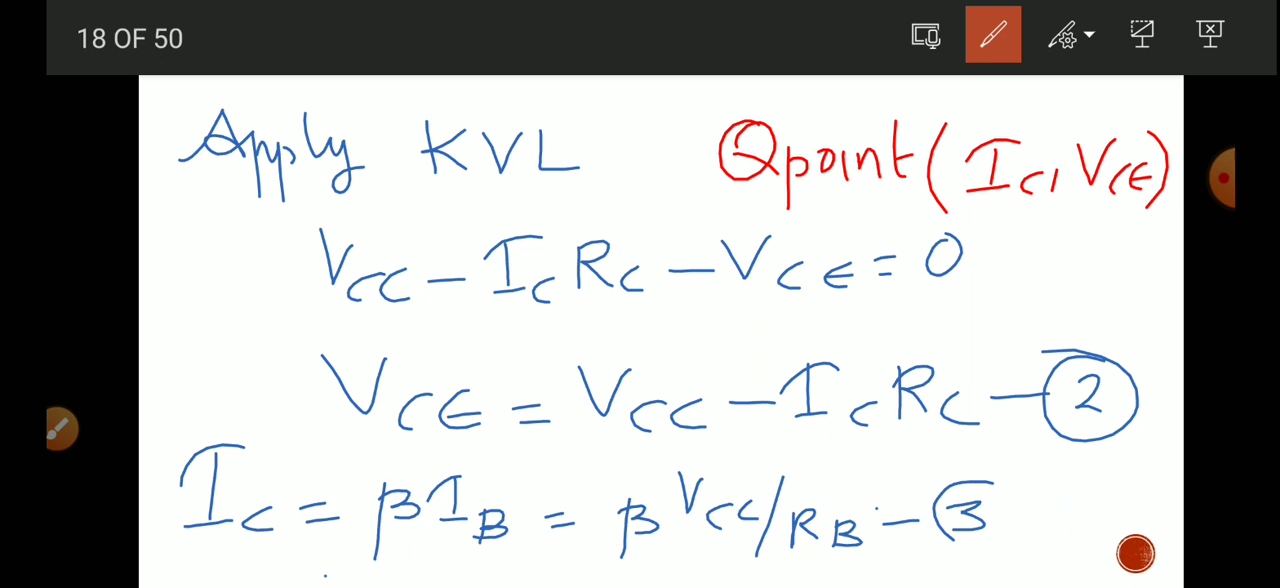 18 OF 50
Apply KVL Qpoint (IC, VCE)
VCC - ICRC - VCE = 0
VCE = VCC - ICRC - 2
IC = βIB = β VCC/RB - 3